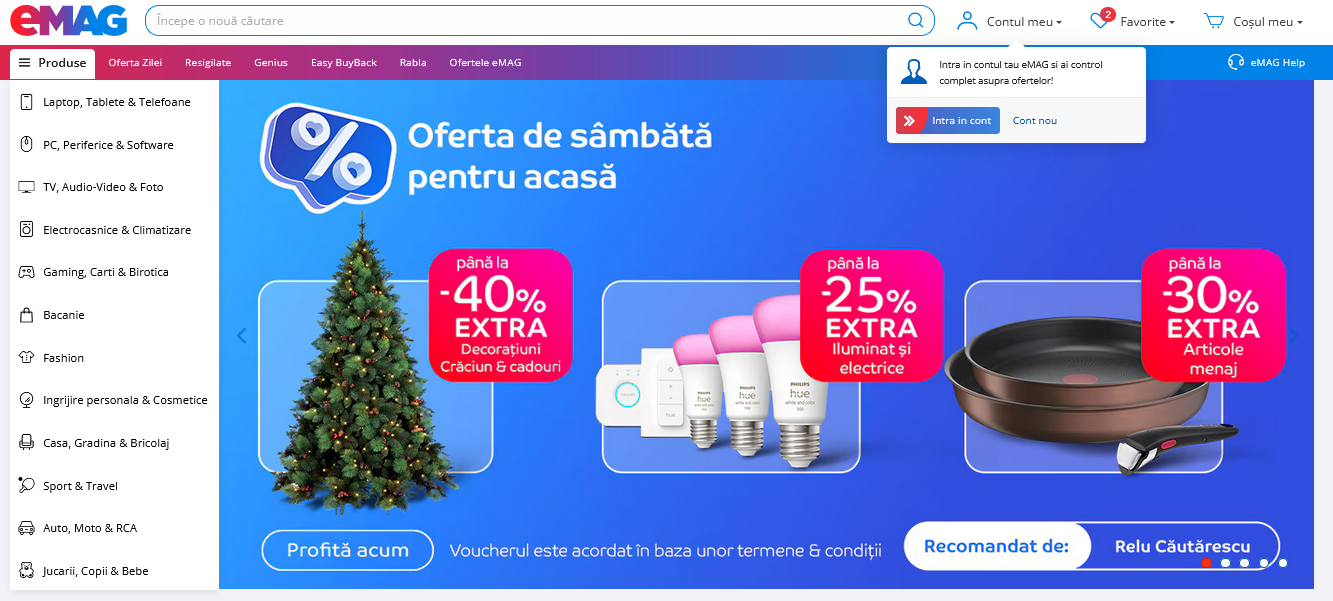 eMAG
Începe o nouă căutare
Contul meu
2
Favorite
Coșul meu
Produse
Oferta Zilei
Resigilate
Genius
Easy BuyBack
Rabla
Ofertele eMAG
eMAG Help
Intra in contul tau eMAG si ai control
complet asupra ofertelor!
Intra in cont
Cont nou
Laptop, Tablete & Telefoane
PC, Periferice & Software
TV, Audio-Video & Foto
Electrocasnice & Climatizare
Gaming, Carti & Birotica
Bacanie
Fashion
Ingrijire personala & Cosmetice
Casa, Gradina & Bricolaj
Sport & Travel
Auto, Moto & RCA
Jucarii, Copii & Bebe
%
Oferta de sâmbătă
pentru acasă
până la
-40%
EXTRA
Decorațiuni
Crăciun & cadouri
până la
-25%
EXTRA
Iluminat și
electrice
PHILIPS
hue
white and color
PHILIPS
hue
PHILIPS
hue
hue
până la
-30%
EXTRA
Articole
menaj
Profită acum
Voucherul este acordat în baza unor termene & condiții
Recomandat de:
Relu Căutărescu